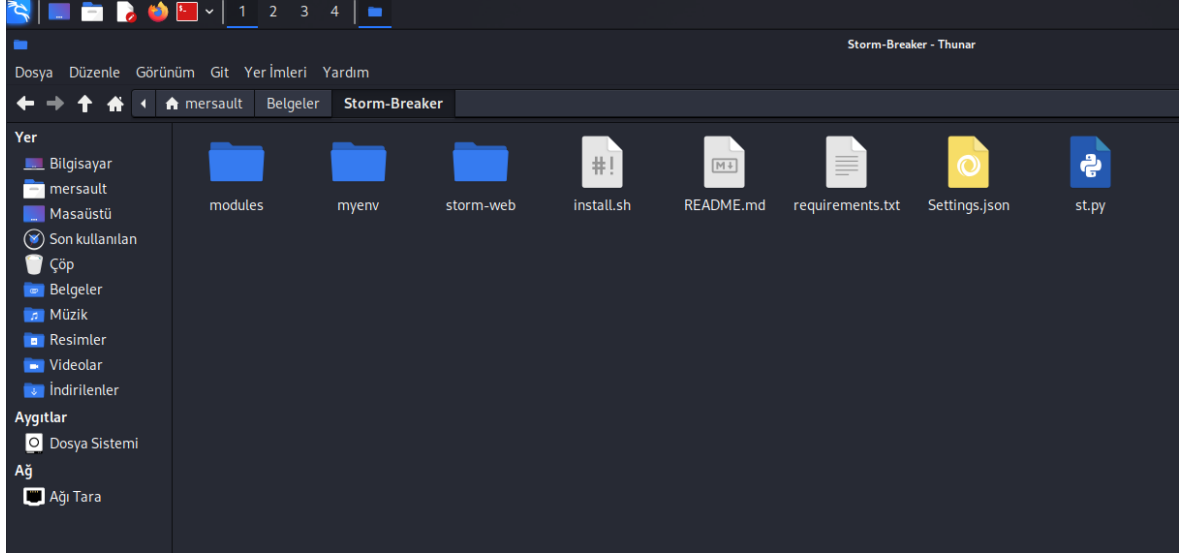 1 2 3 4
Storm-Breaker - Thunar
Dosya Düzenle Görünüm Git Yer İmleri Yardım
mersault Belgeler Storm-Breaker
Yer
Bilgisayar
mersault
Masaüstü
Son kullanılan
Çöp
Belgeler
Müzik
Resimler
Videolar
İndirilenler
Aygıtlar
Dosya Sistemi
Ağ
Ağı Tara
#! M↓
modules myenv storm-web install.sh README.md requirements.txt Settings.json st.py